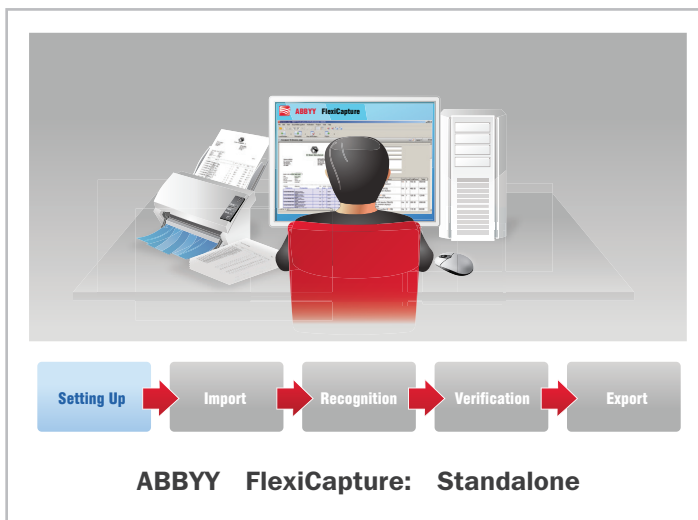 ABBYY FlexiCapture
Setting Up
Import
Recognition
Verification
Export
ABBYY FlexiCapture: Standalone